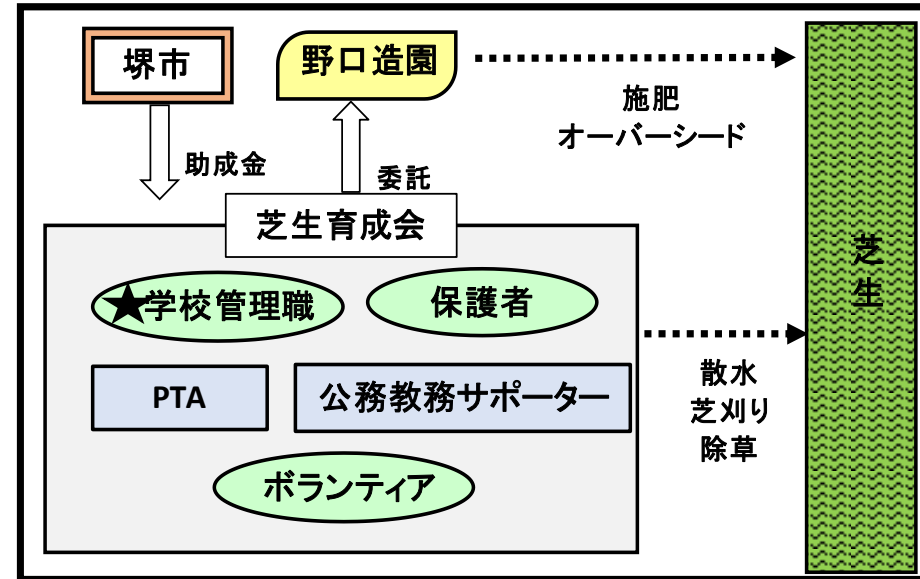 堺市
野口造園
施肥
オーバーシード
助成金
委託
芝生育成会
★学校管理職
保護者
PTA
公務教務サポーター
ボランティア
散水
芝刈り
除草
芝生